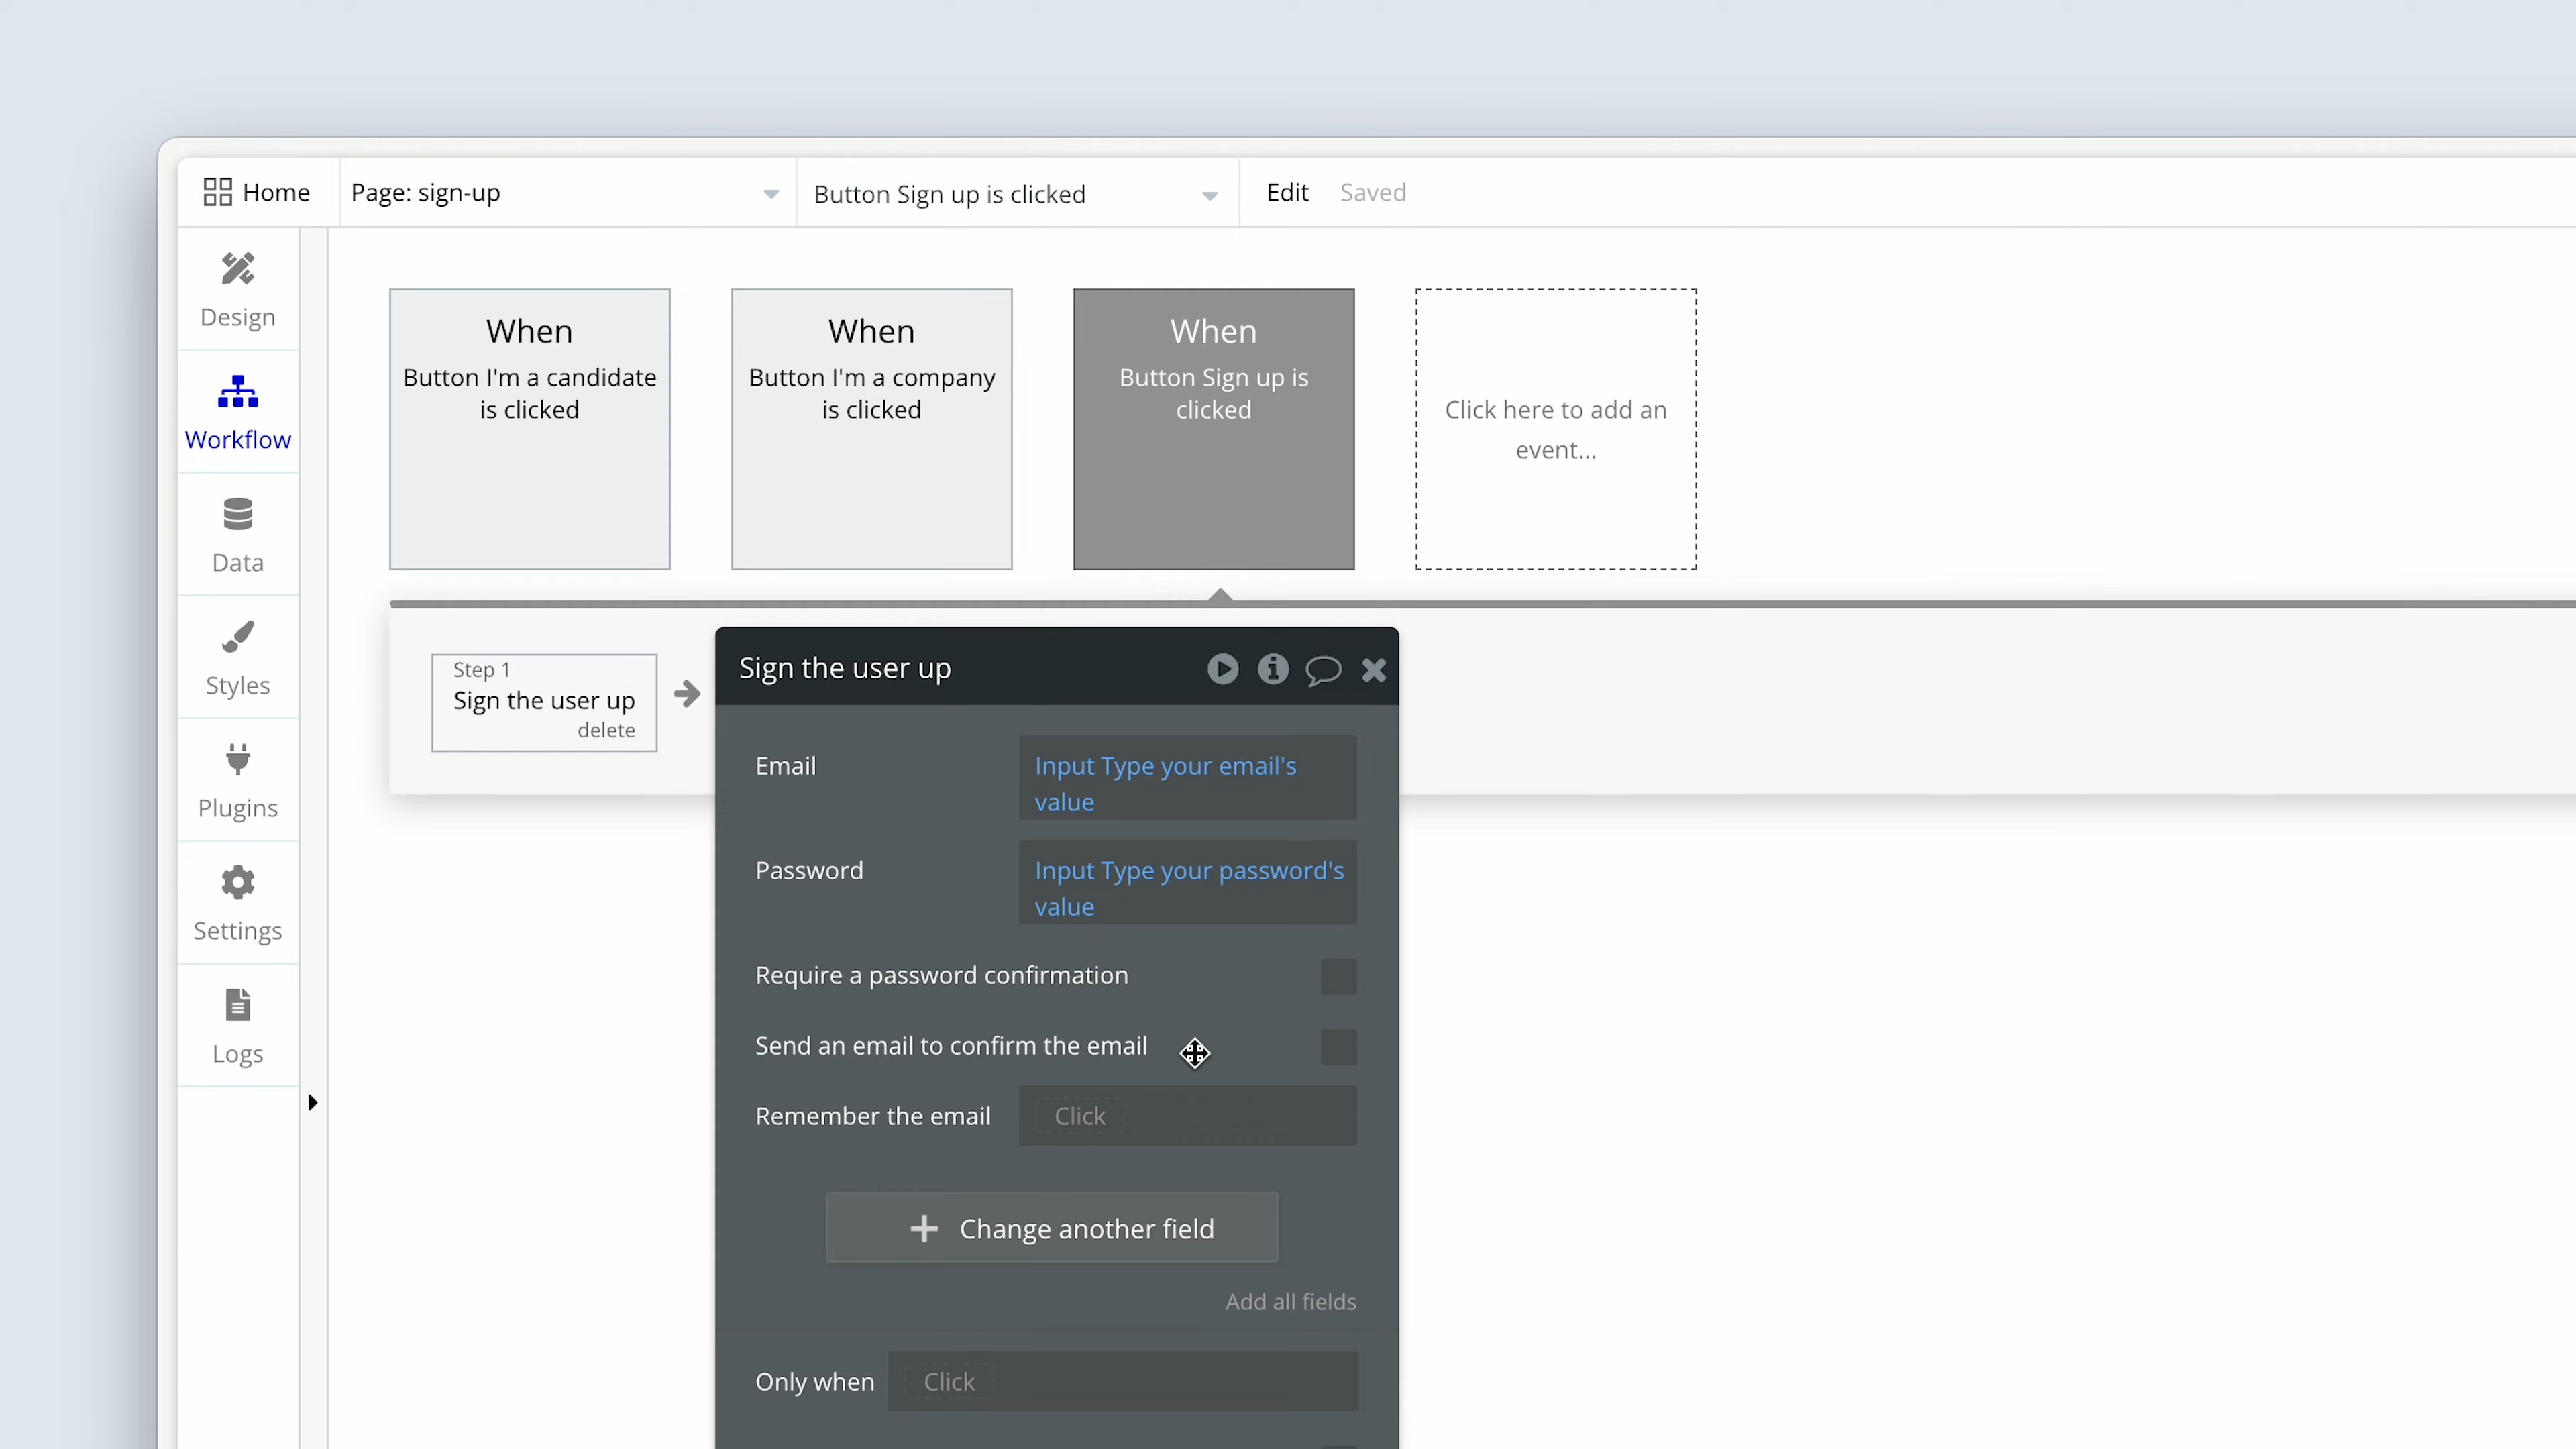 Home
Page: sign-up
Button Sign up is clicked
Edit
Saved
Design
Workflow
Data
Styles
Plugins
Settings
Logs
When
Button I'm a candidate
is clicked
When
Button I'm a company
is clicked
When
Button Sign up is
clicked
Click here to add an
event...
Step 1
Sign the user up
delete
Sign the user up
Email
Input Type your email's
value
Password
Input Type your password's
value
Require a password confirmation
Send an email to confirm the email
Remember the email
Click
Change another field
Add all fields
Only when
Click